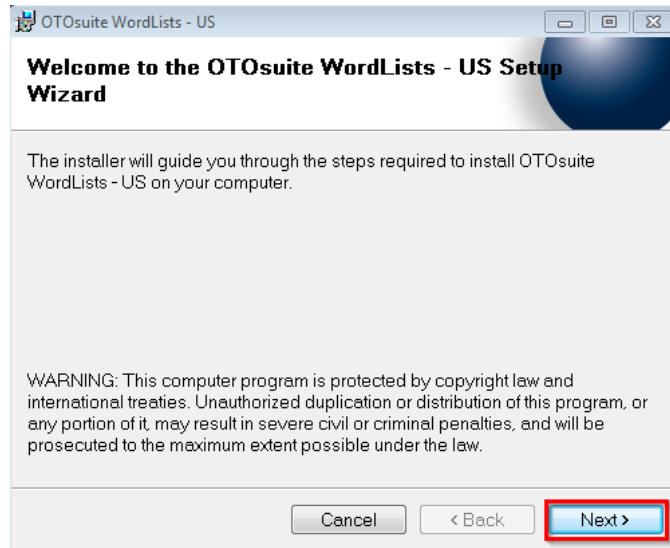 OTOsuite WordLists - US
Welcome to the OTOsuite WordLists - US Setup
Wizard
The installer will guide you through the steps required to install OTOsuite
WordLists - US on your computer.
WARNING: This computer program is protected by copyright law and
international treaties. Unauthorized duplication or distribution of this program, or
any portion of it, may result in severe civil or criminal penalties, and will be
prosecuted to the maximum extent possible under the law.
Cancel < Back Next >